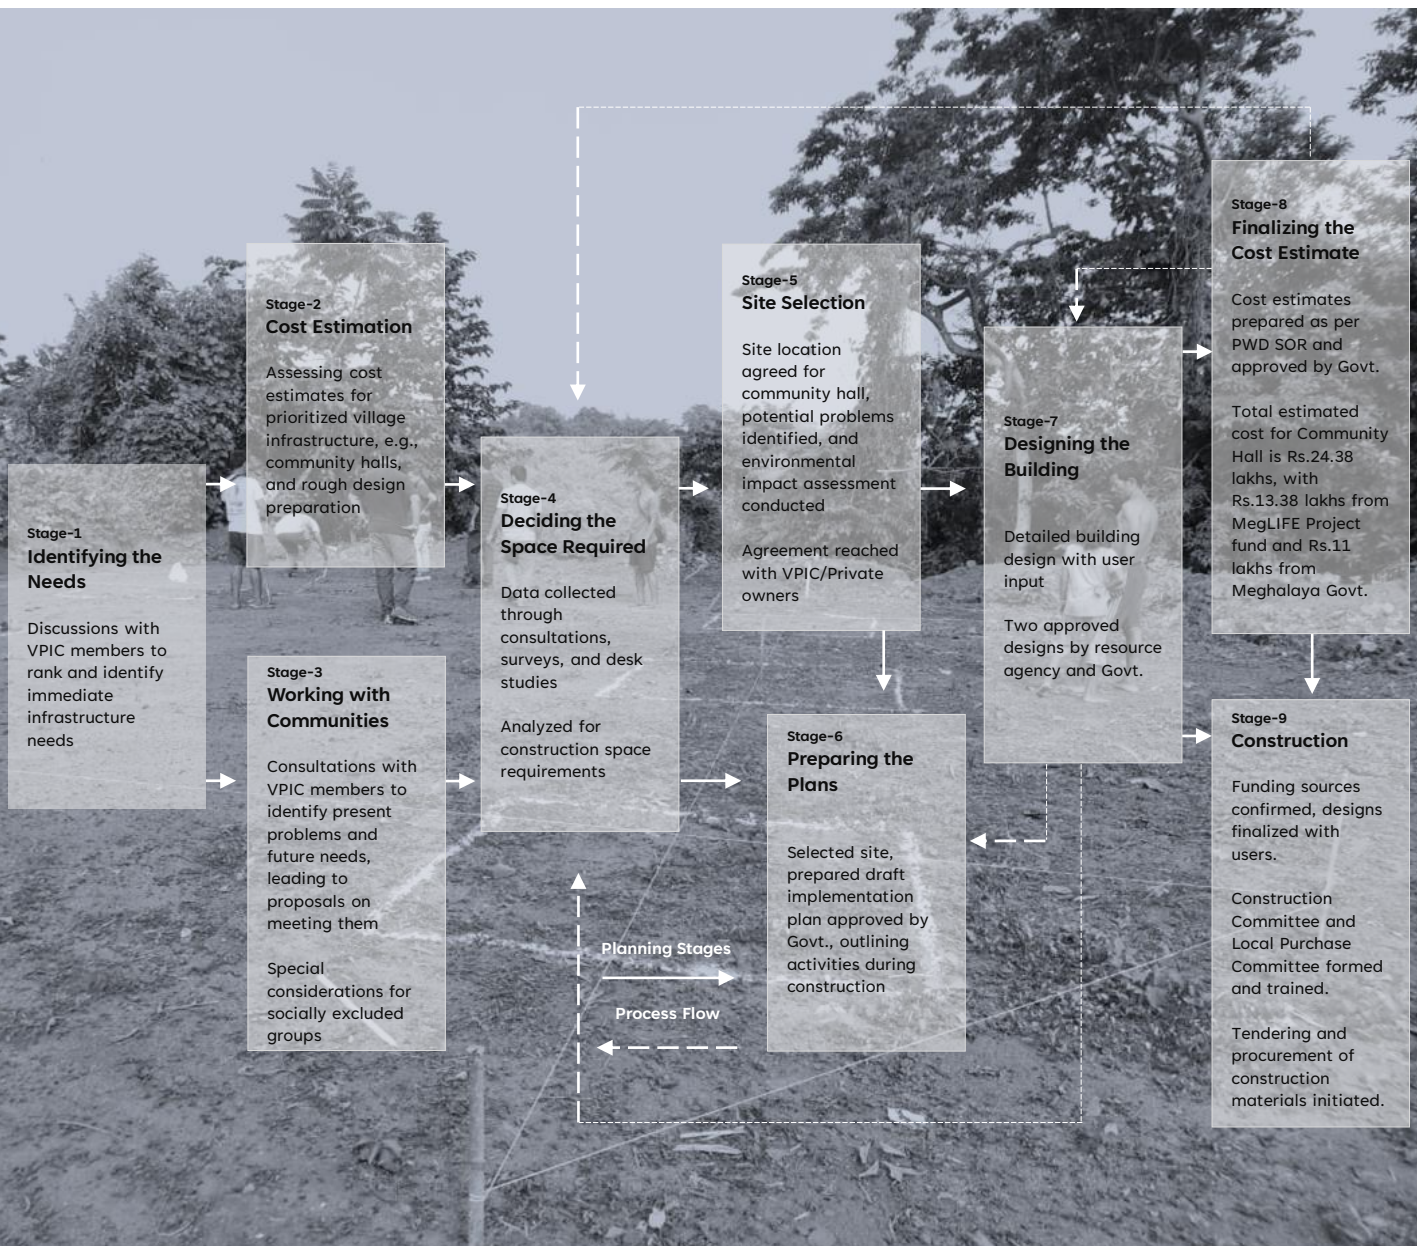 Stage-1
Identifying the
Needs
Discussions with
VPIC members to
rank and identify
immediate
infrastructure
needs
Stage-2
Cost Estimation
Assessing cost
estimates for
prioritized village
infrastructure, e.g.,
community halls,
and rough design
preparation
Stage-3
Working with
Communities
Consultations with
VPIC members to
identify present
problems and
future needs,
leading to
proposals on
meeting them
Special
considerations for
socially excluded
groups
Stage-4
Deciding the
Space Required
Data collected
through
consultations,
surveys, and desk
studies
Analyzed for
construction space
requirements
Stage-5
Site Selection
Site location
agreed for
community hall,
potential problems
identified, and
environmental
impact assessment
conducted
Agreement reached
with VPIC/Private
owners
Stage-6
Preparing the
Plans
Selected site,
prepared draft
implementation
plan approved by
Govt., outlining
activities during
construction
Stage-7
Designing the
Building
Detailed building
design with user
input
Two approved
designs by resource
agency and Govt.
Stage-8
Finalizing the
Cost Estimate
Cost estimates
prepared as per
PWD SOR and
approved by Govt.
Total estimated
cost for Community
Hall is Rs.24.38
lakhs, with
Rs.13.38 lakhs from
MegLIFE Project
fund and Rs.11
lakhs from
Meghalaya Govt.
Stage-9
Construction
Funding sources
confirmed, designs
finalized with
users.
Construction
Committee and
Local Purchase
Committee formed
and trained.
Tendering and
procurement of
construction
materials initiated.
Planning Stages
Process Flow